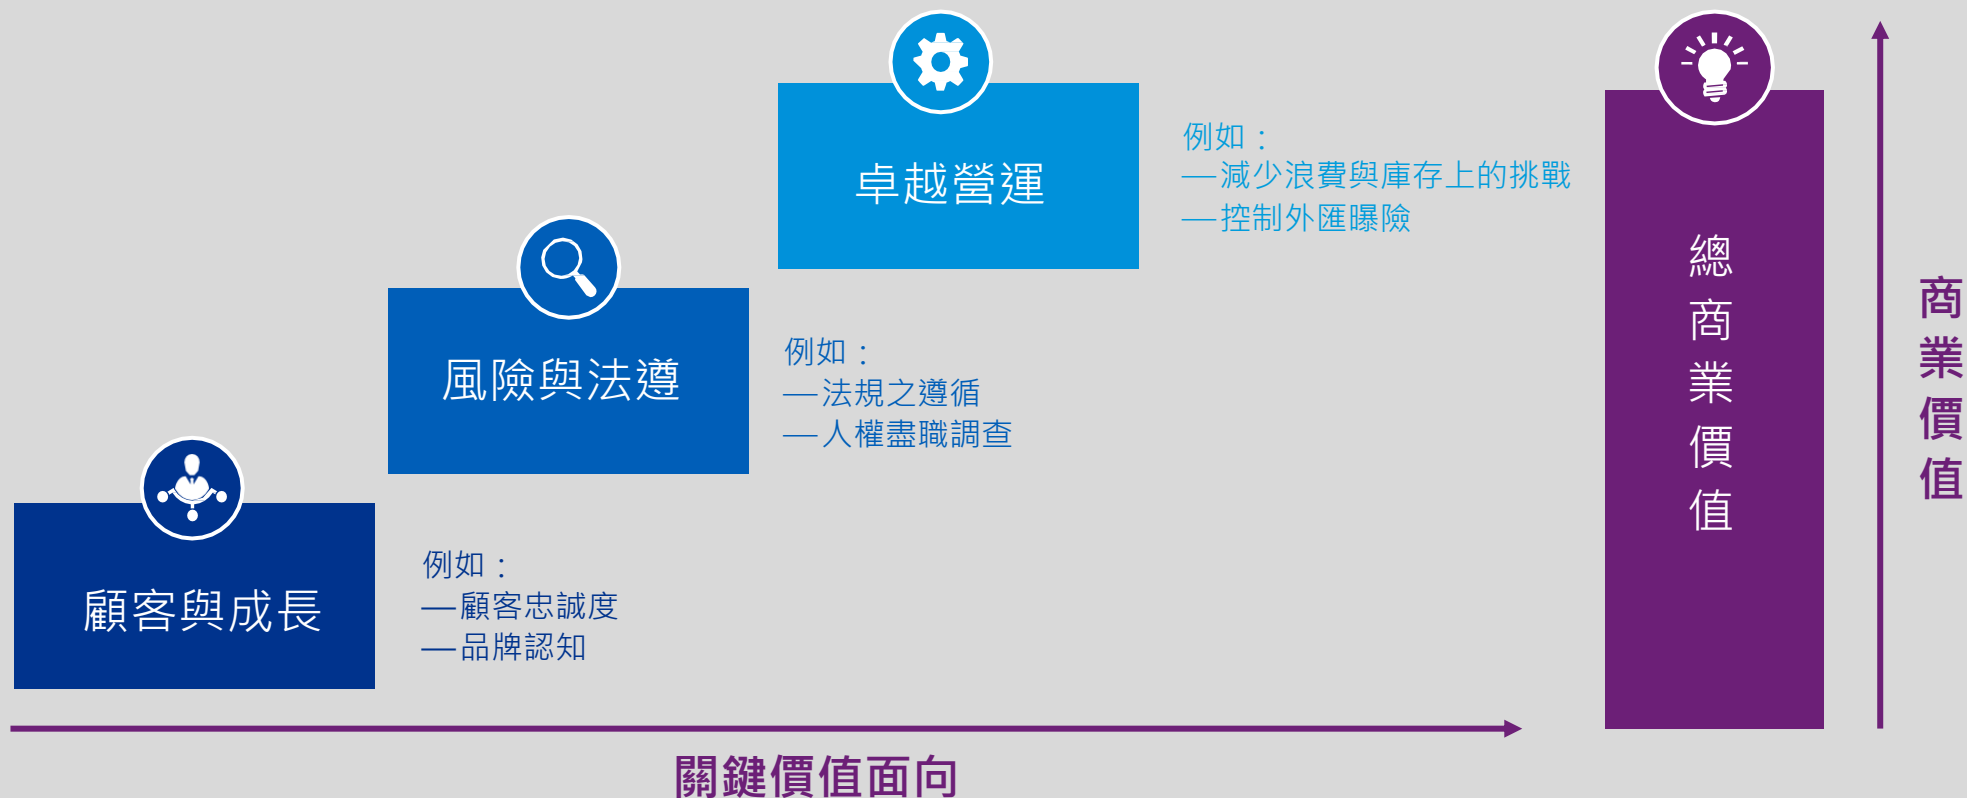 卓越營運
例如：
—減少浪費與庫存上的挑戰
—控制外匯曝險
風險與法遵
例如：
—法規之遵循
—人權盡職調查
顧客與成長
例如：
—顧客忠誠度
—品牌認知
總商業價值
商業價值
關鍵價值面向